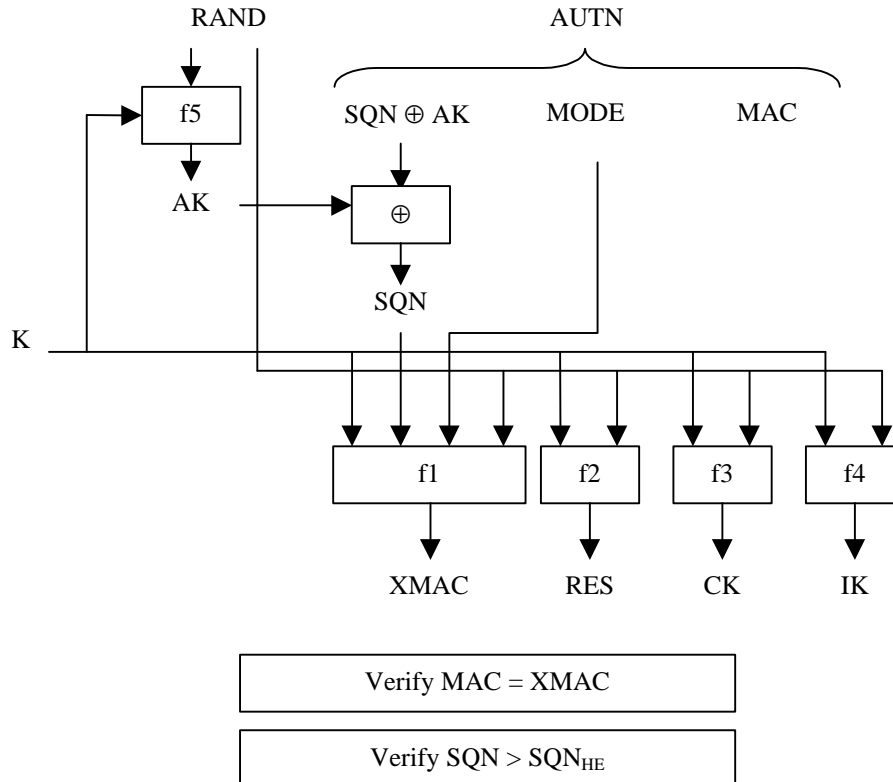 RAND
AUTN
f5
SQN ⊕ AK
MODE
MAC
AK
⊕
SQN
K
f1
f2
f3
f4
XMAC
RES
CK
IK
Verify MAC = XMAC
Verify SQN > SQNHE